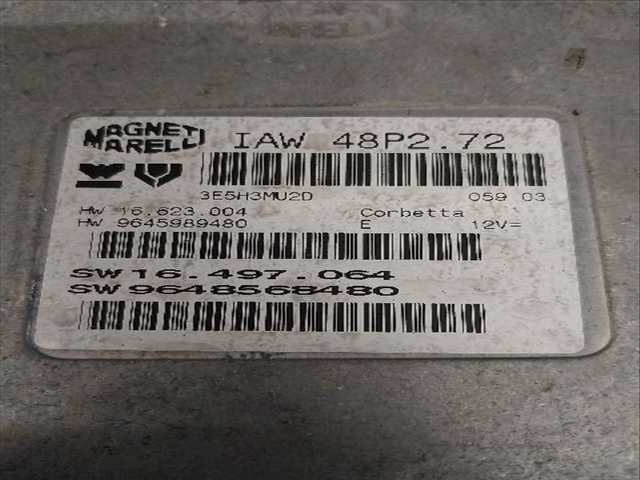 MAGNETI MARELLI
IAW 48P2.72
3E5H3MU2D 059 03
HW 16.623.004 Corbetta
HW 9645989480 E 12V=
SW 16.497.064
SW 9648568480